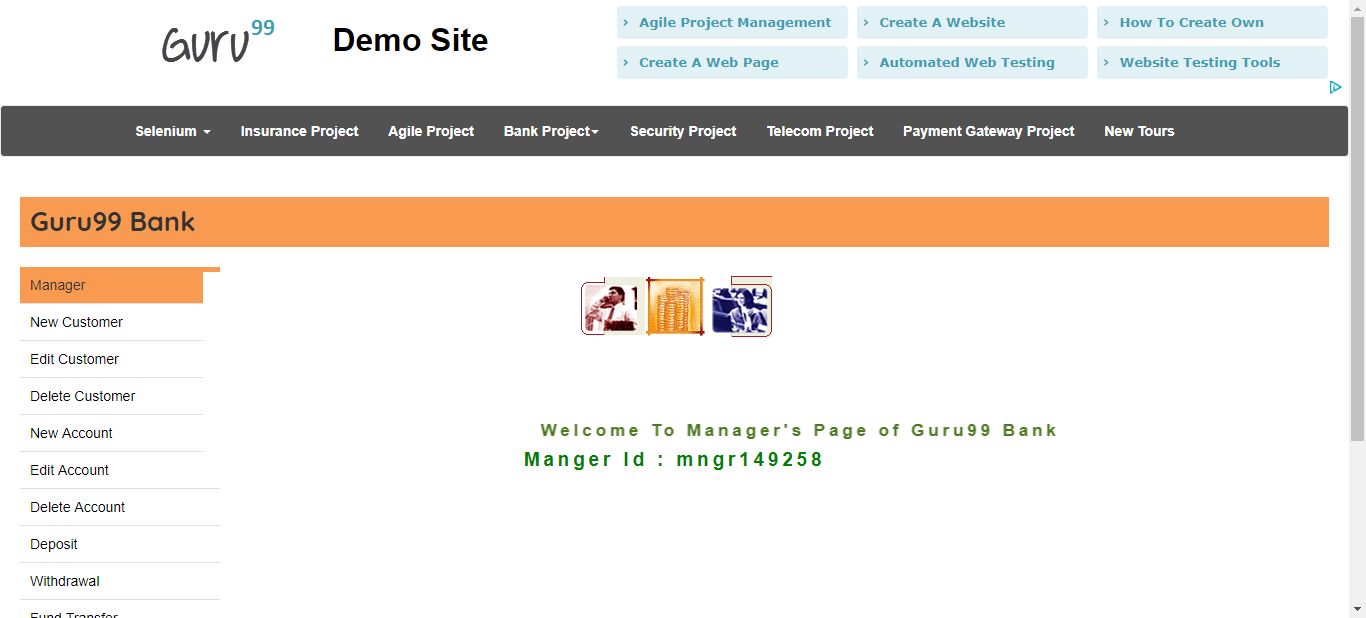 Guru99
Demo Site
› Agile Project Management
› Create A Website
› How To Create Own
› Create A Web Page
› Automated Web Testing
› Website Testing Tools
Selenium
Insurance Project
Agile Project
Bank Project
Security Project
Telecom Project
Payment Gateway Project
New Tours
Guru99 Bank
Manager
New Customer
Edit Customer
Delete Customer
New Account
Edit Account
Delete Account
Deposit
Withdrawal
Fund Transfer
Welcome To Manager's Page of Guru99 Bank
Manger Id : mngr149258